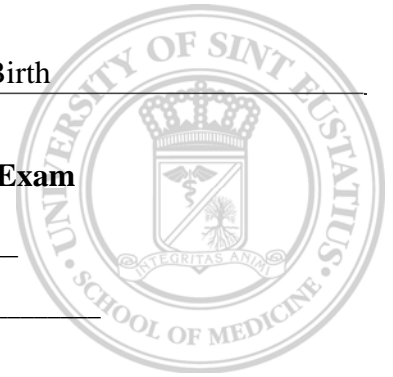 Birth
Exam
UNIVERSITY OF SINT EUSTATIUS
INTEGRITAS ANIMI
SCHOOL OF MEDICINE